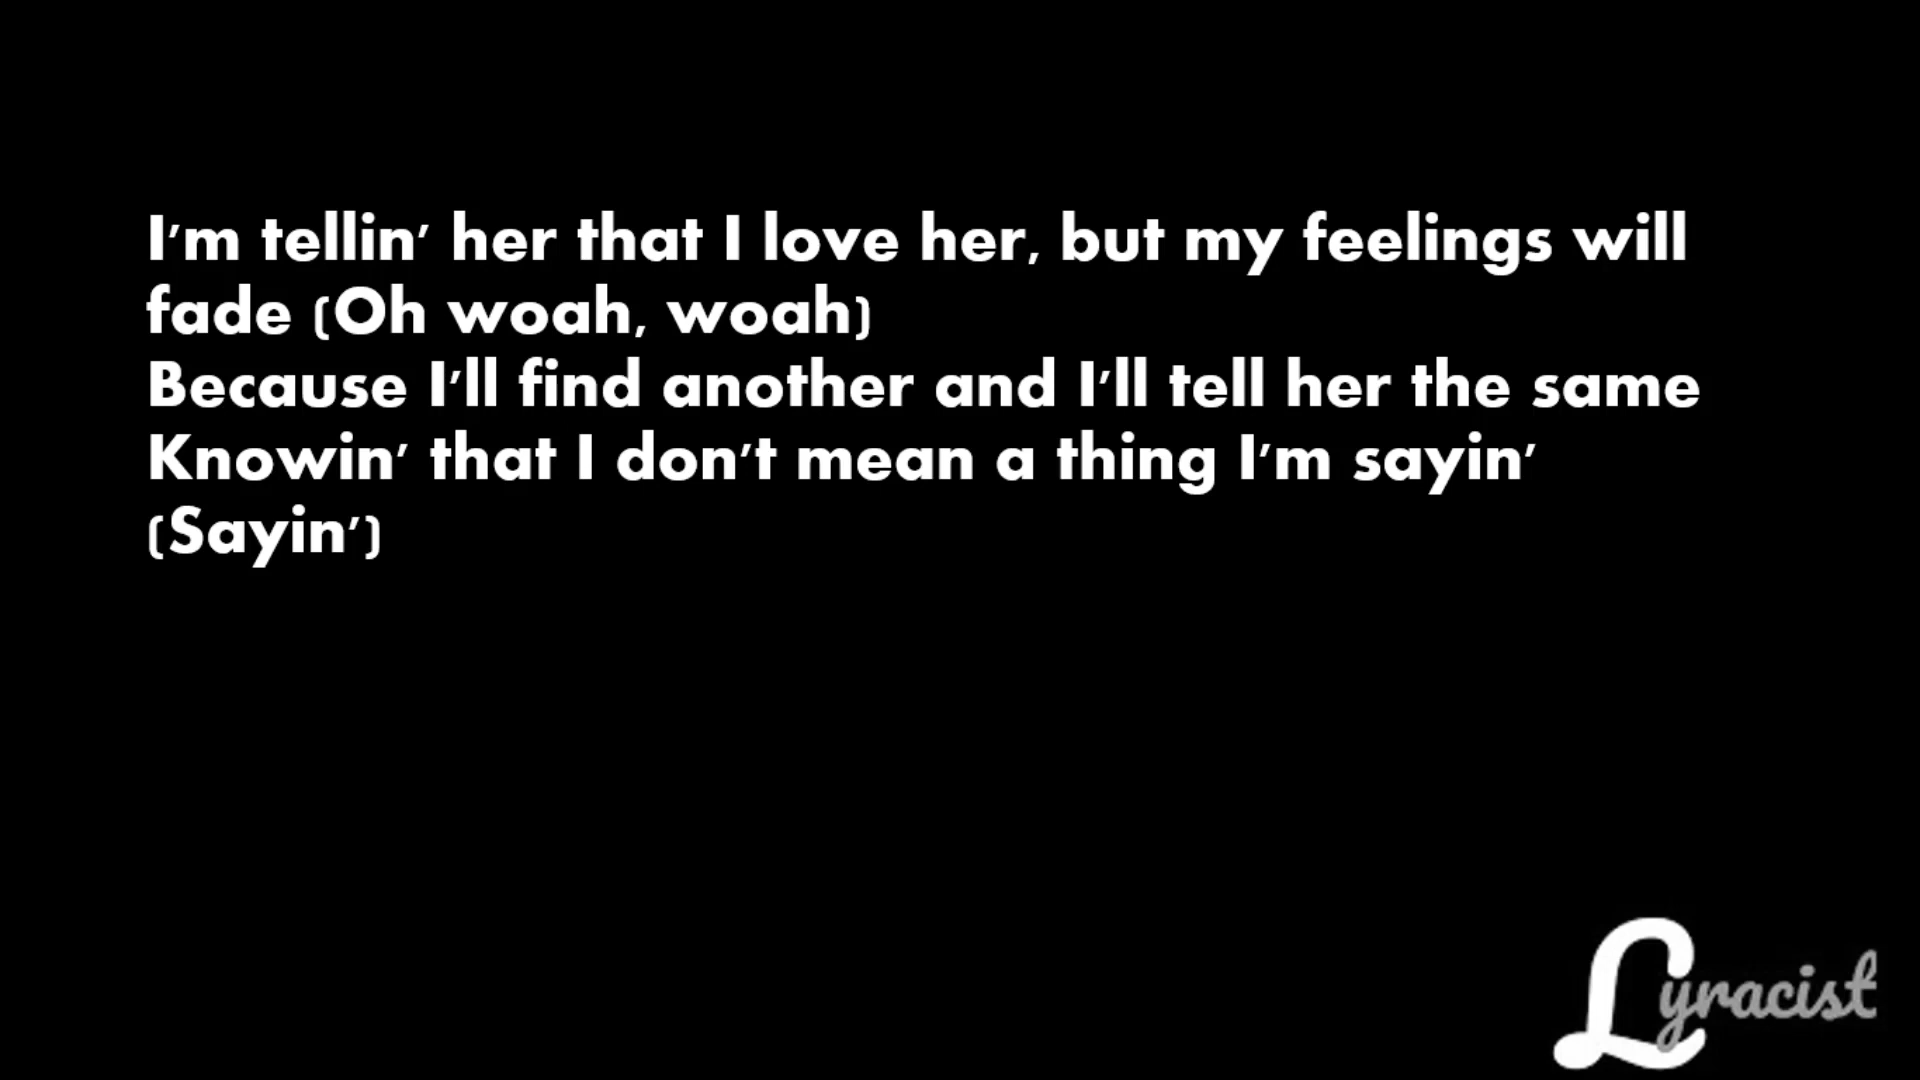 I'm tellin' her that I love her, but my feelings will
fade (Oh woah, woah)
Because I'll find another and I'll tell her the same
Knowin' that I don't mean a thing I'm sayin'
(Sayin')
Lyracist